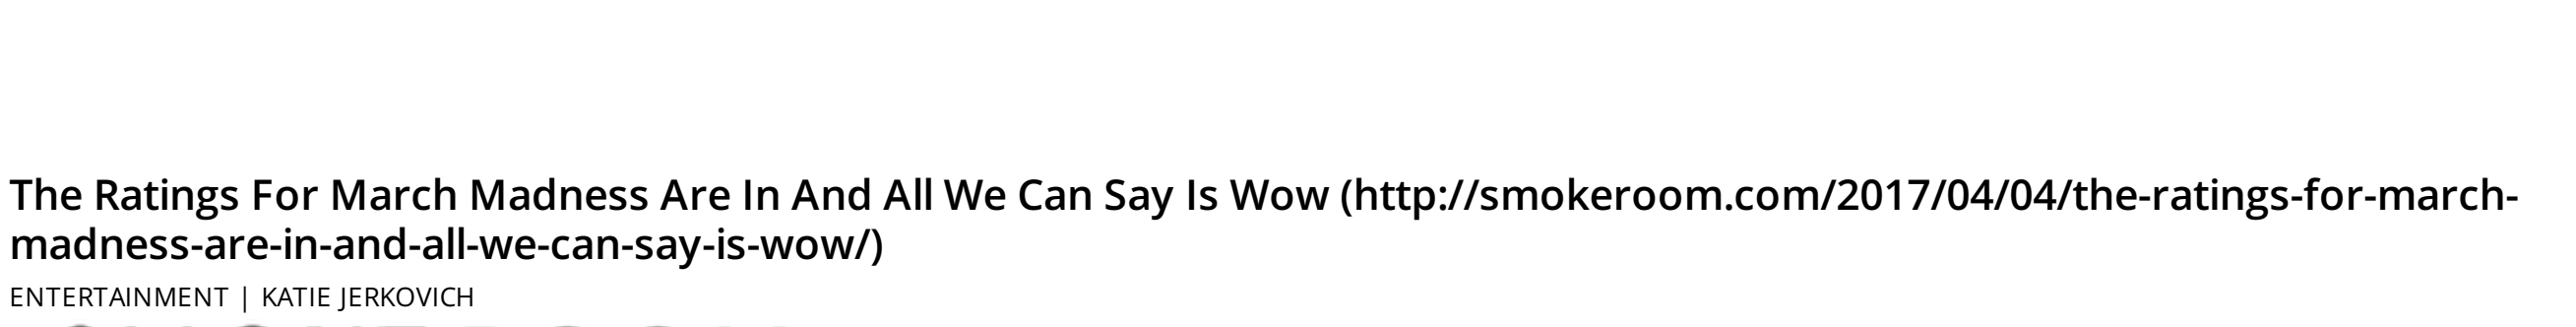 The Ratings For March Madness Are In And All We Can Say Is Wow (http://smokeroom.com/2017/04/04/the-ratings-for-march-
madness-are-in-and-all-we-can-say-is-wow/)
ENTERTAINMENT | KATIE JERKOVICH